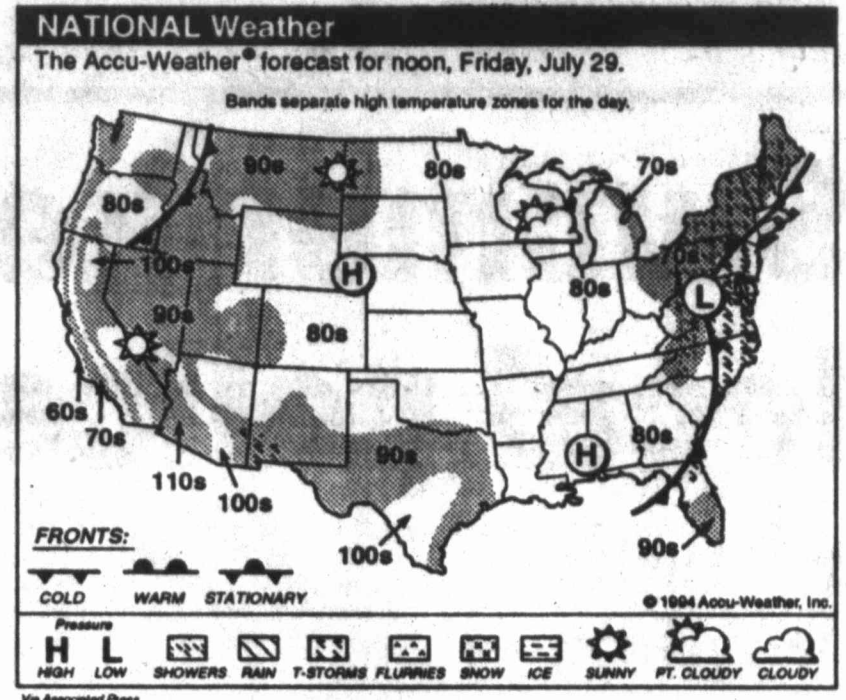 NATIONAL Weather
The Accu-Weather® forecast for noon, Friday, July 29.
Bands separate high temperature zones for the day.
90s
80s
70s
80s
70s
100s
H
L
90s
80s
80s
60s
70s
80s
H
90s
110s
100s
100s
90s
FRONTS:
COLD WARM STATIONARY
© 1994 Accu-Weather, Inc.
Pressure
H L
HIGH LOW SHOWERS RAIN T-STORMS FLURRIES SNOW ICE SUNNY PT. CLOUDY CLOUDY
Via Associated Press